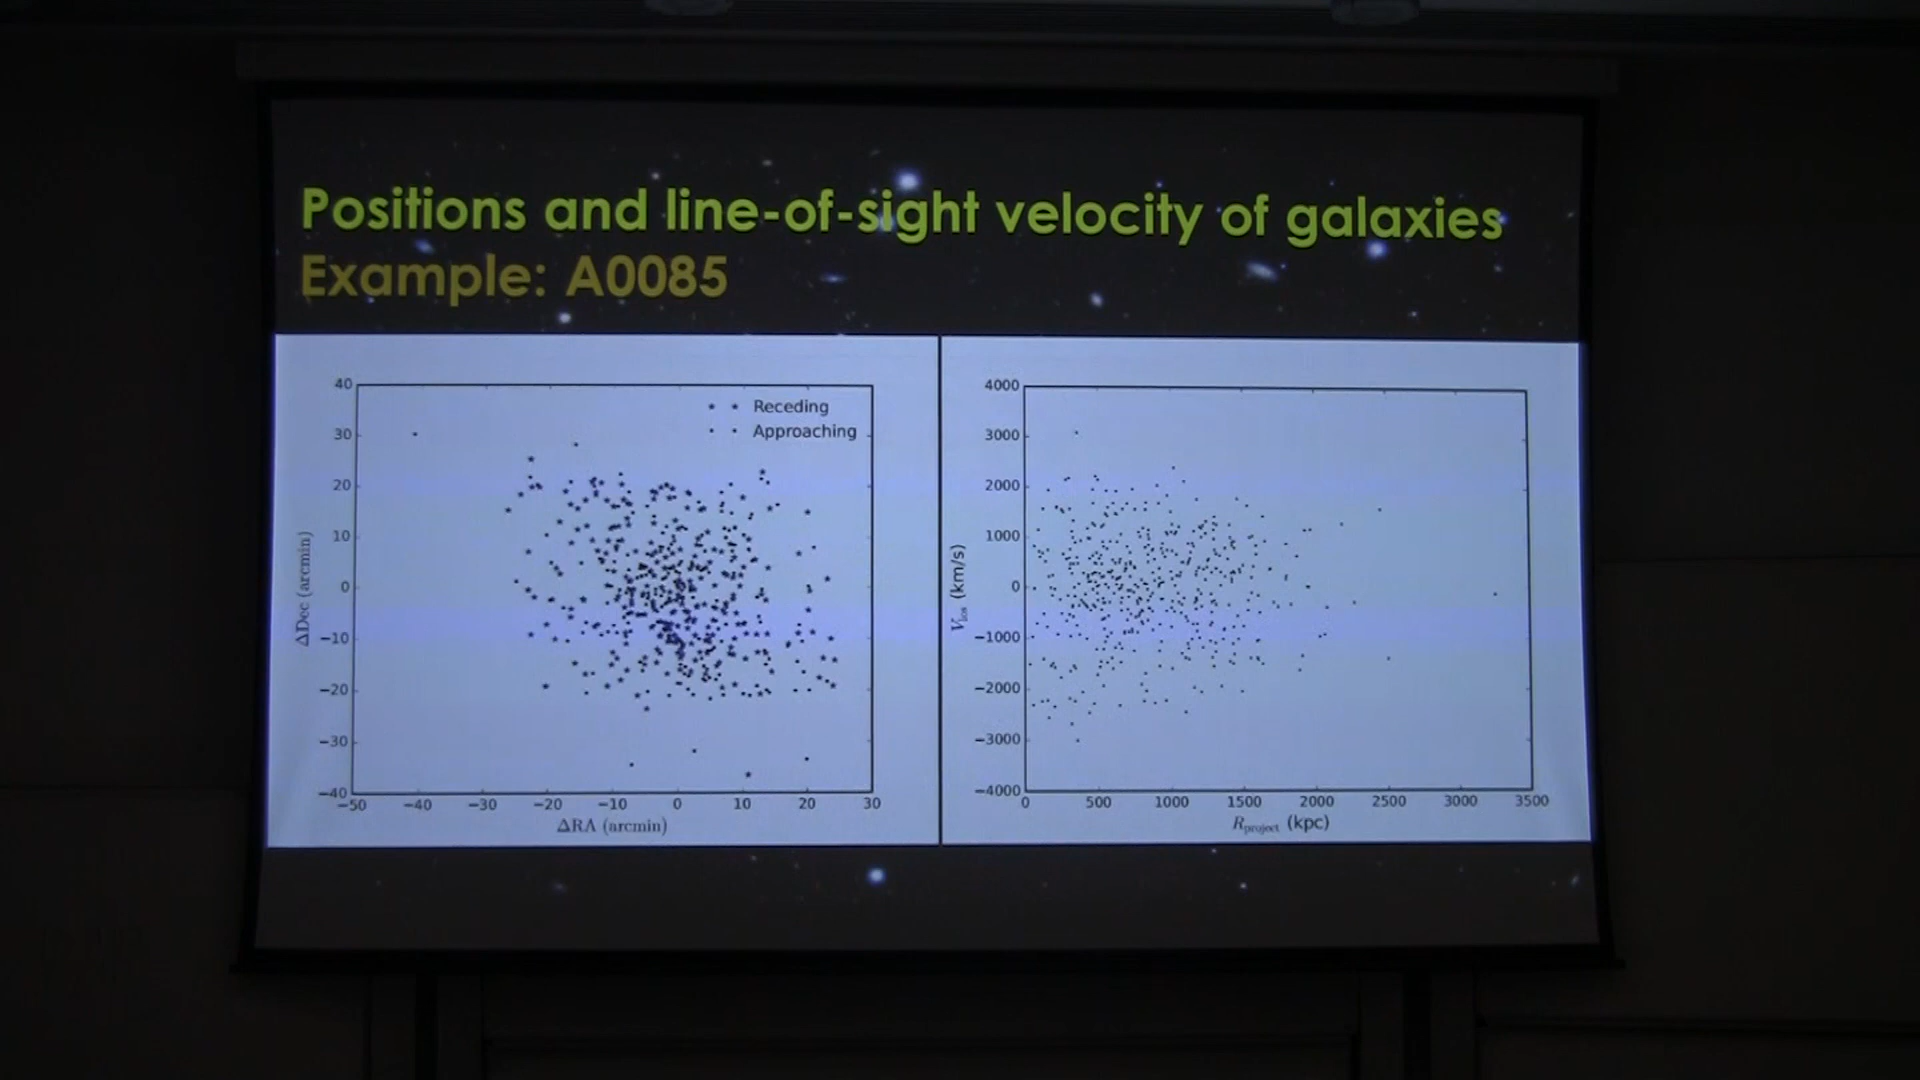 Positions and line-of-sight velocity of galaxies
Example: A0085
40
30
20
10
0
−10
−20
−30
−40
ΔDec (arcmin)
Receding
Approaching
−50 −40 −30 −20 −10 0 10 20 30
ΔRA (arcmin)
4000
3000
2000
1000
0
−1000
−2000
−3000
−4000
Vlos (km/s)
0 500 1000 1500 2000 2500 3000 3500
Rproject (kpc)